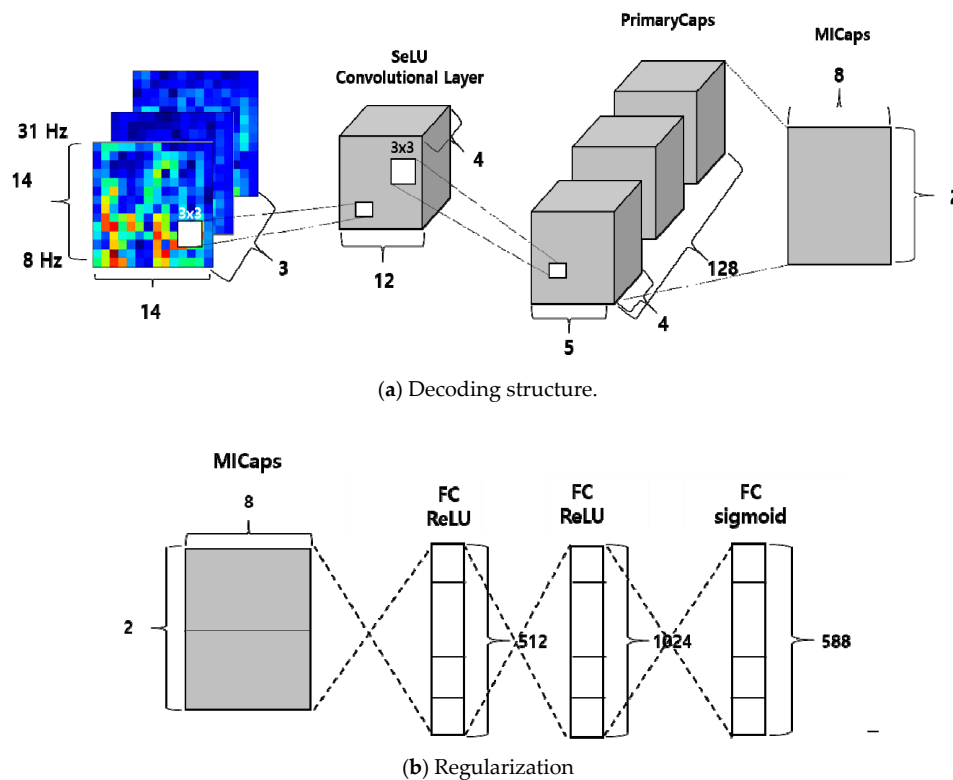 PrimaryCaps
MICaps
SeLU
Convolutional Layer
8
31 Hz
3x3
4
14
3x3
2
8 Hz
3
12
128
14
4
5
(a) Decoding structure.
MICaps
8
FC
ReLU
FC
ReLU
FC
sigmoid
2
512
1024
588
(b) Regularization